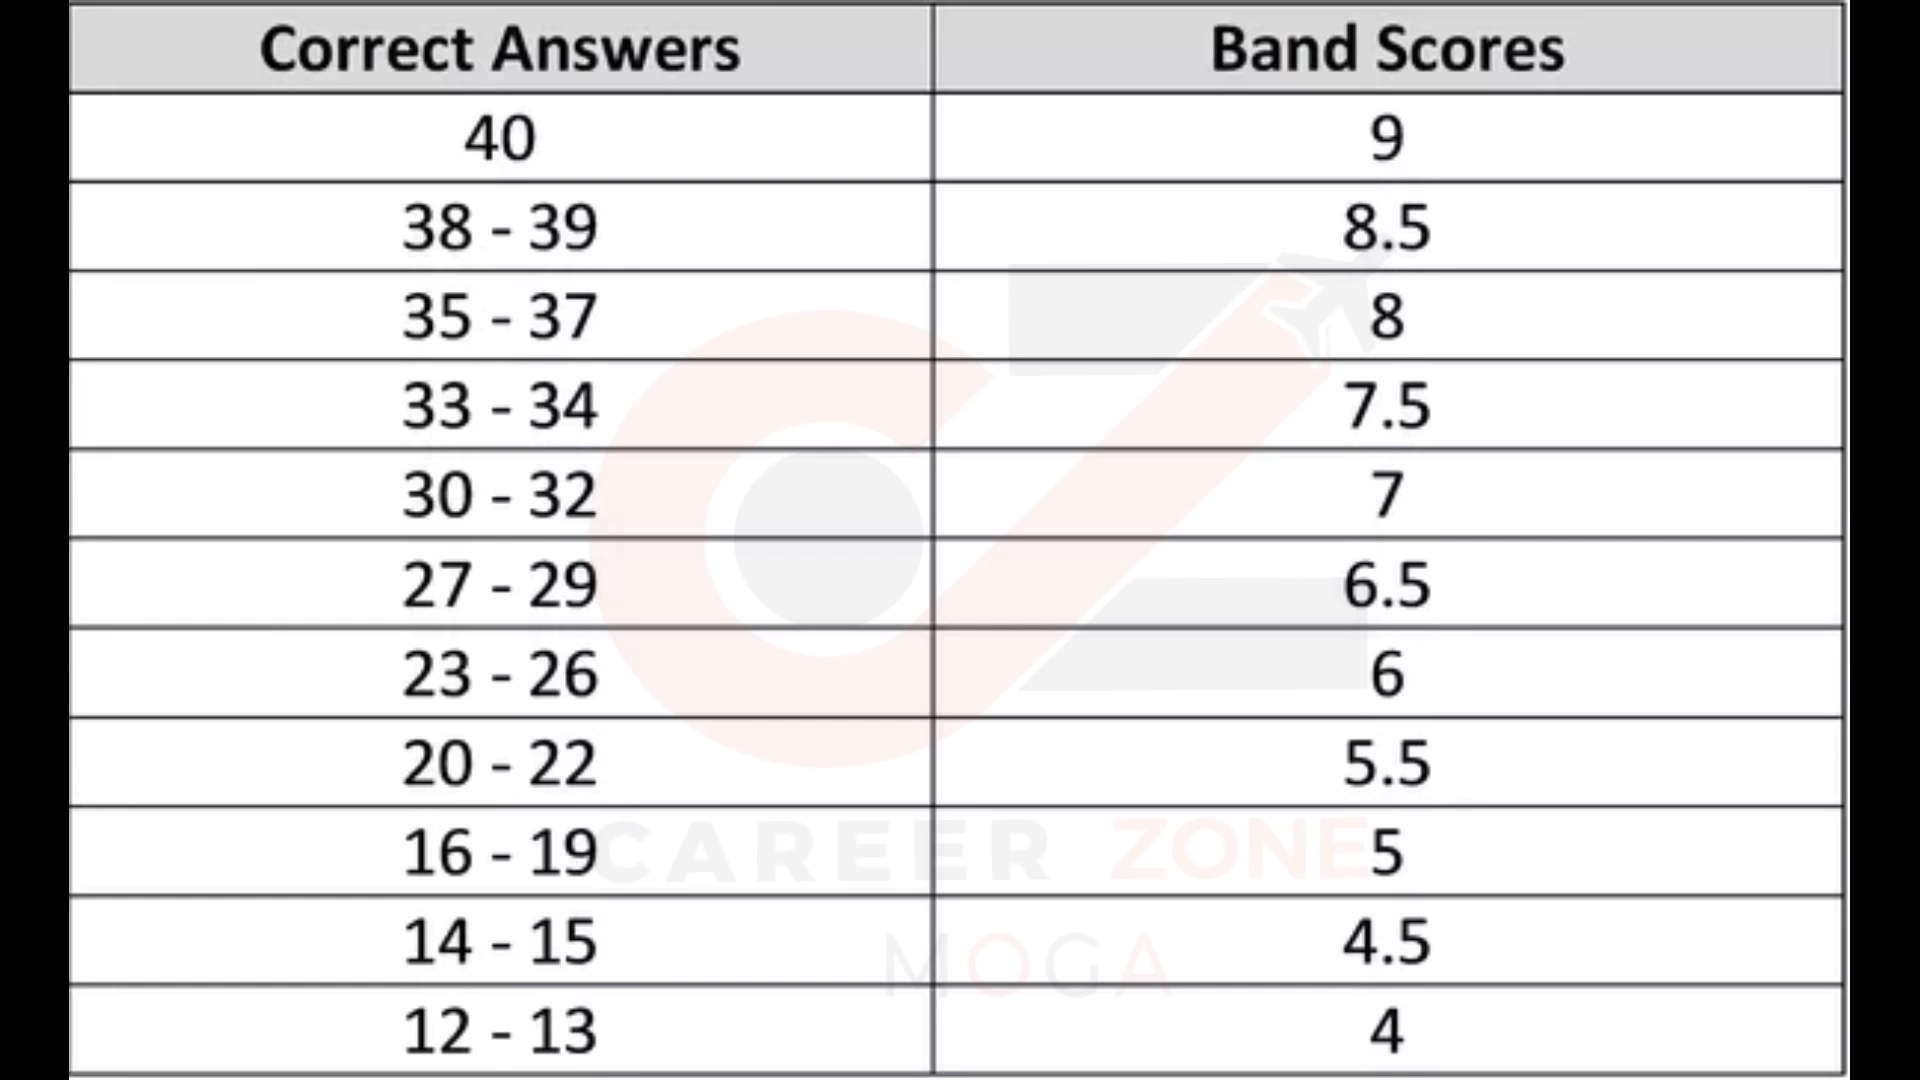 Correct Answers Band Scores
40 9
38 - 39 8.5
35 - 37 8
33 - 34 7.5
30 - 32 7
27 - 29 6.5
23 - 26 6
20 - 22 5.5
16 - 19 5
CAREER ZONE
14 - 15 4.5
MOGA
12 - 13 4